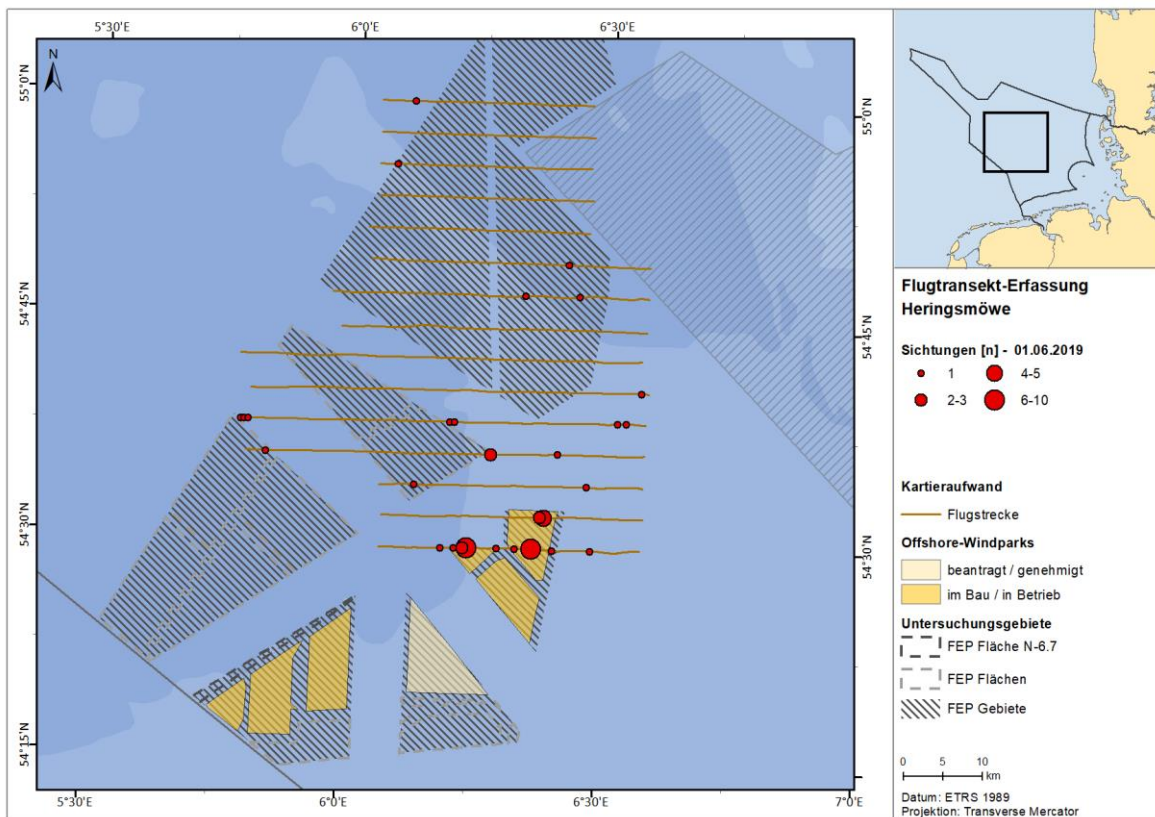 5°30'E 6°0'E 6°30'E
N
55°0'N
55°0'N
54°45'N
54°45'N
54°30'N
54°30'N
54°15'N
5°30'E 6°0'E 6°30'E 7°0'E
Flugtransekt-Erfassung
Heringsmöwe
Sichtungen [n] - 01.06.2019
1 4-5
2-3 6-10
Kartieraufwand
Flugstrecke
Offshore-Windparks
beantragt / genehmigt
im Bau / in Betrieb
Untersuchungsgebiete
FEP Fläche N-6.7
FEP Flächen
FEP Gebiete
0 5 10
km
Datum: ETRS 1989
Projektion: Transverse Mercator